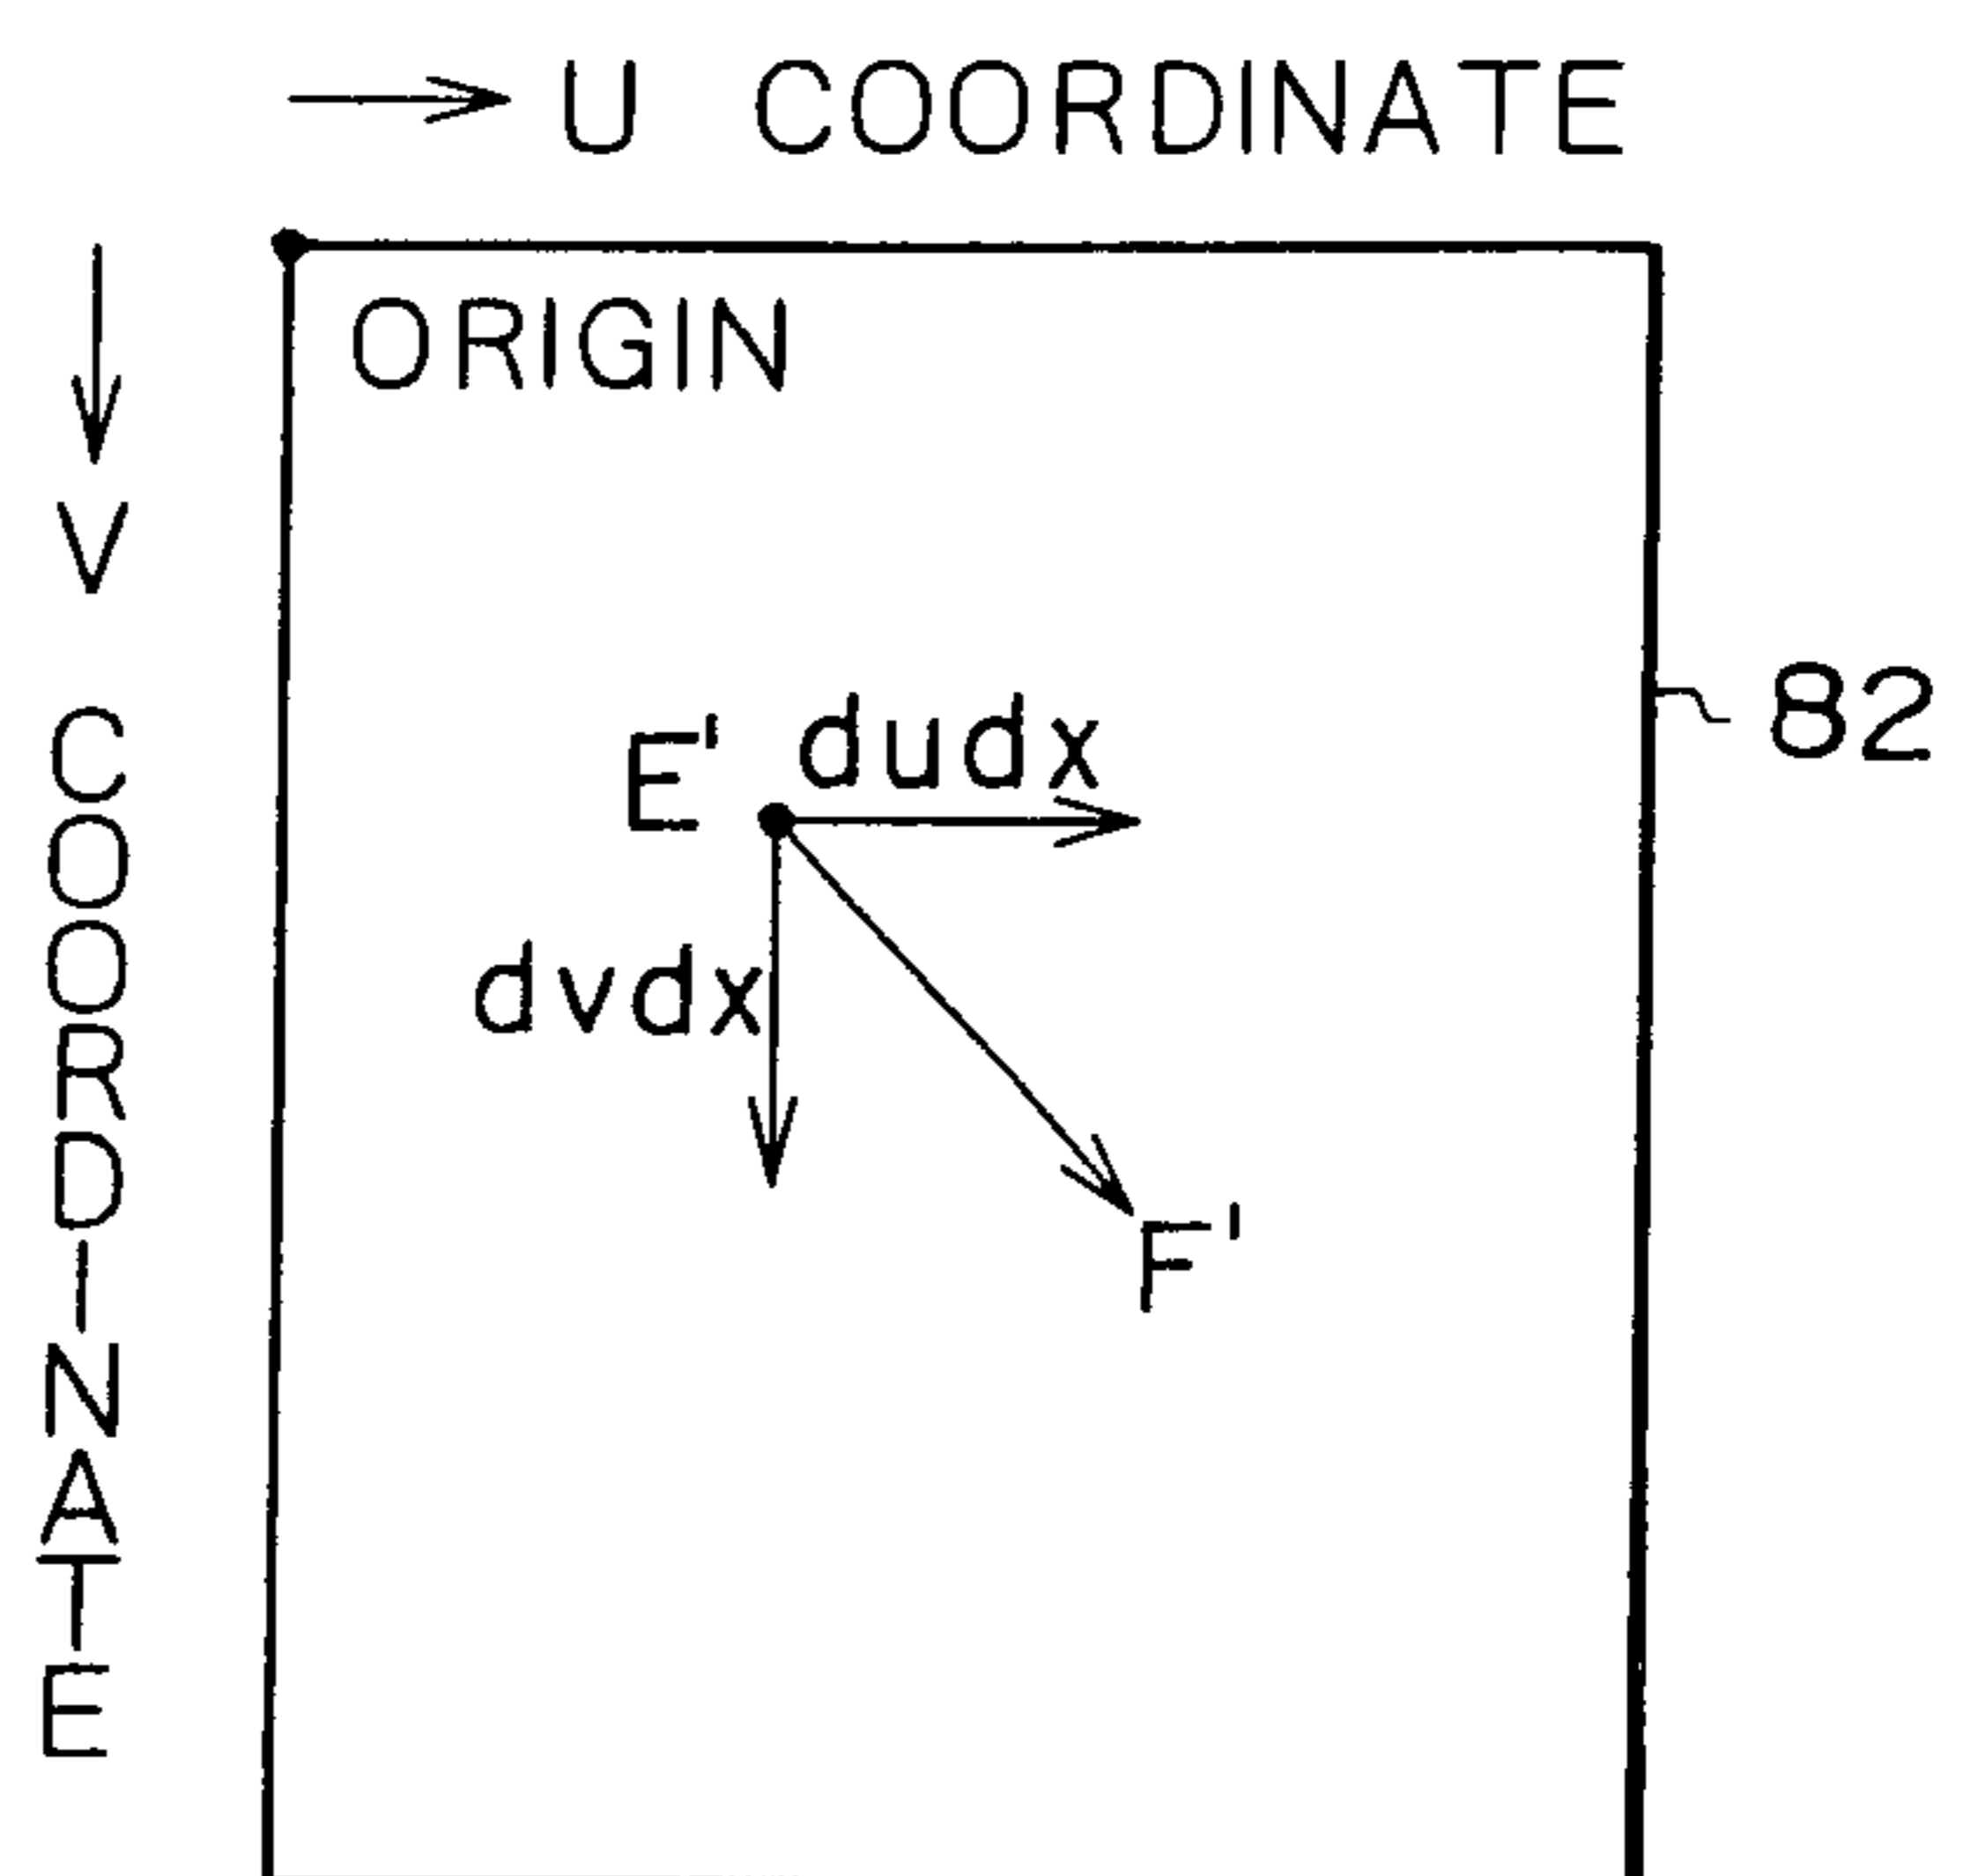 U COORDINATE
ORIGIN
V COORDINATE
82
E' dudx
dvdx
F'